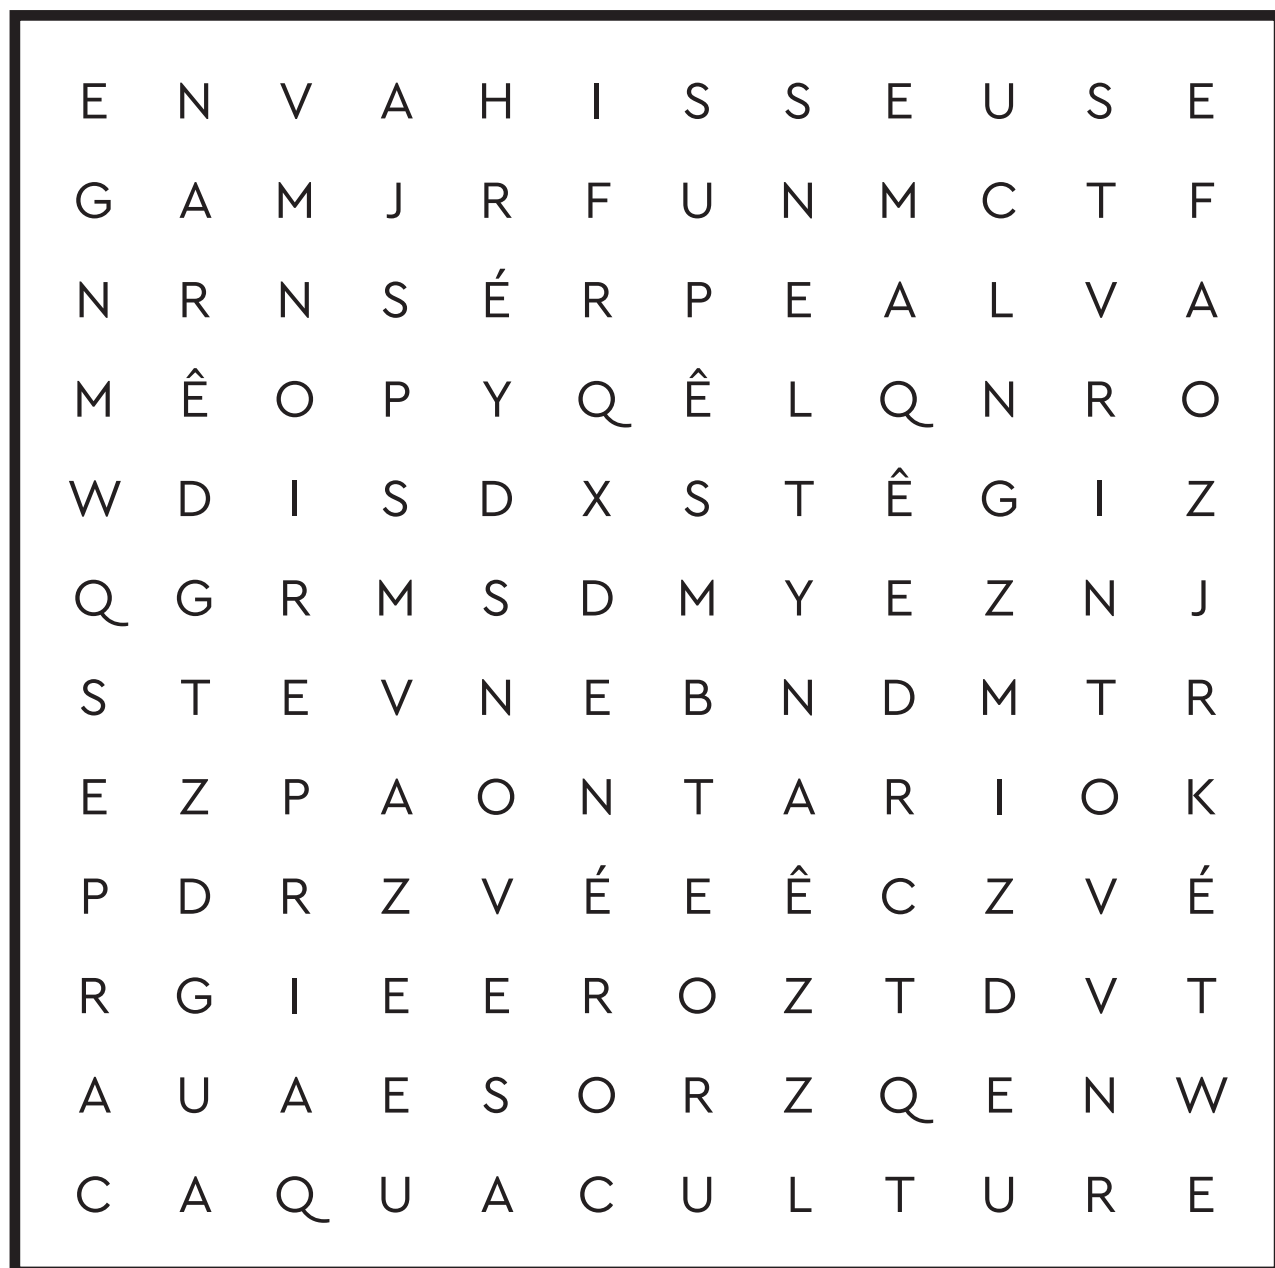 E N V A H I S S E U S E
G A M J R F U N M C T F
N R N S É R P E A L V A
M Ê O P Y Q Ê L Q N R O
W D I S D X S T Ê G I Z
Q G R M S D M Y E Z N J
S T E V N E B N D M T R
E Z P A O N T A R I O K
P D R Z V É E Ê C Z V É
R G I E E R O Z T D V T
A U A E S O R Z Q E N W
C A Q U A C U L T U R E